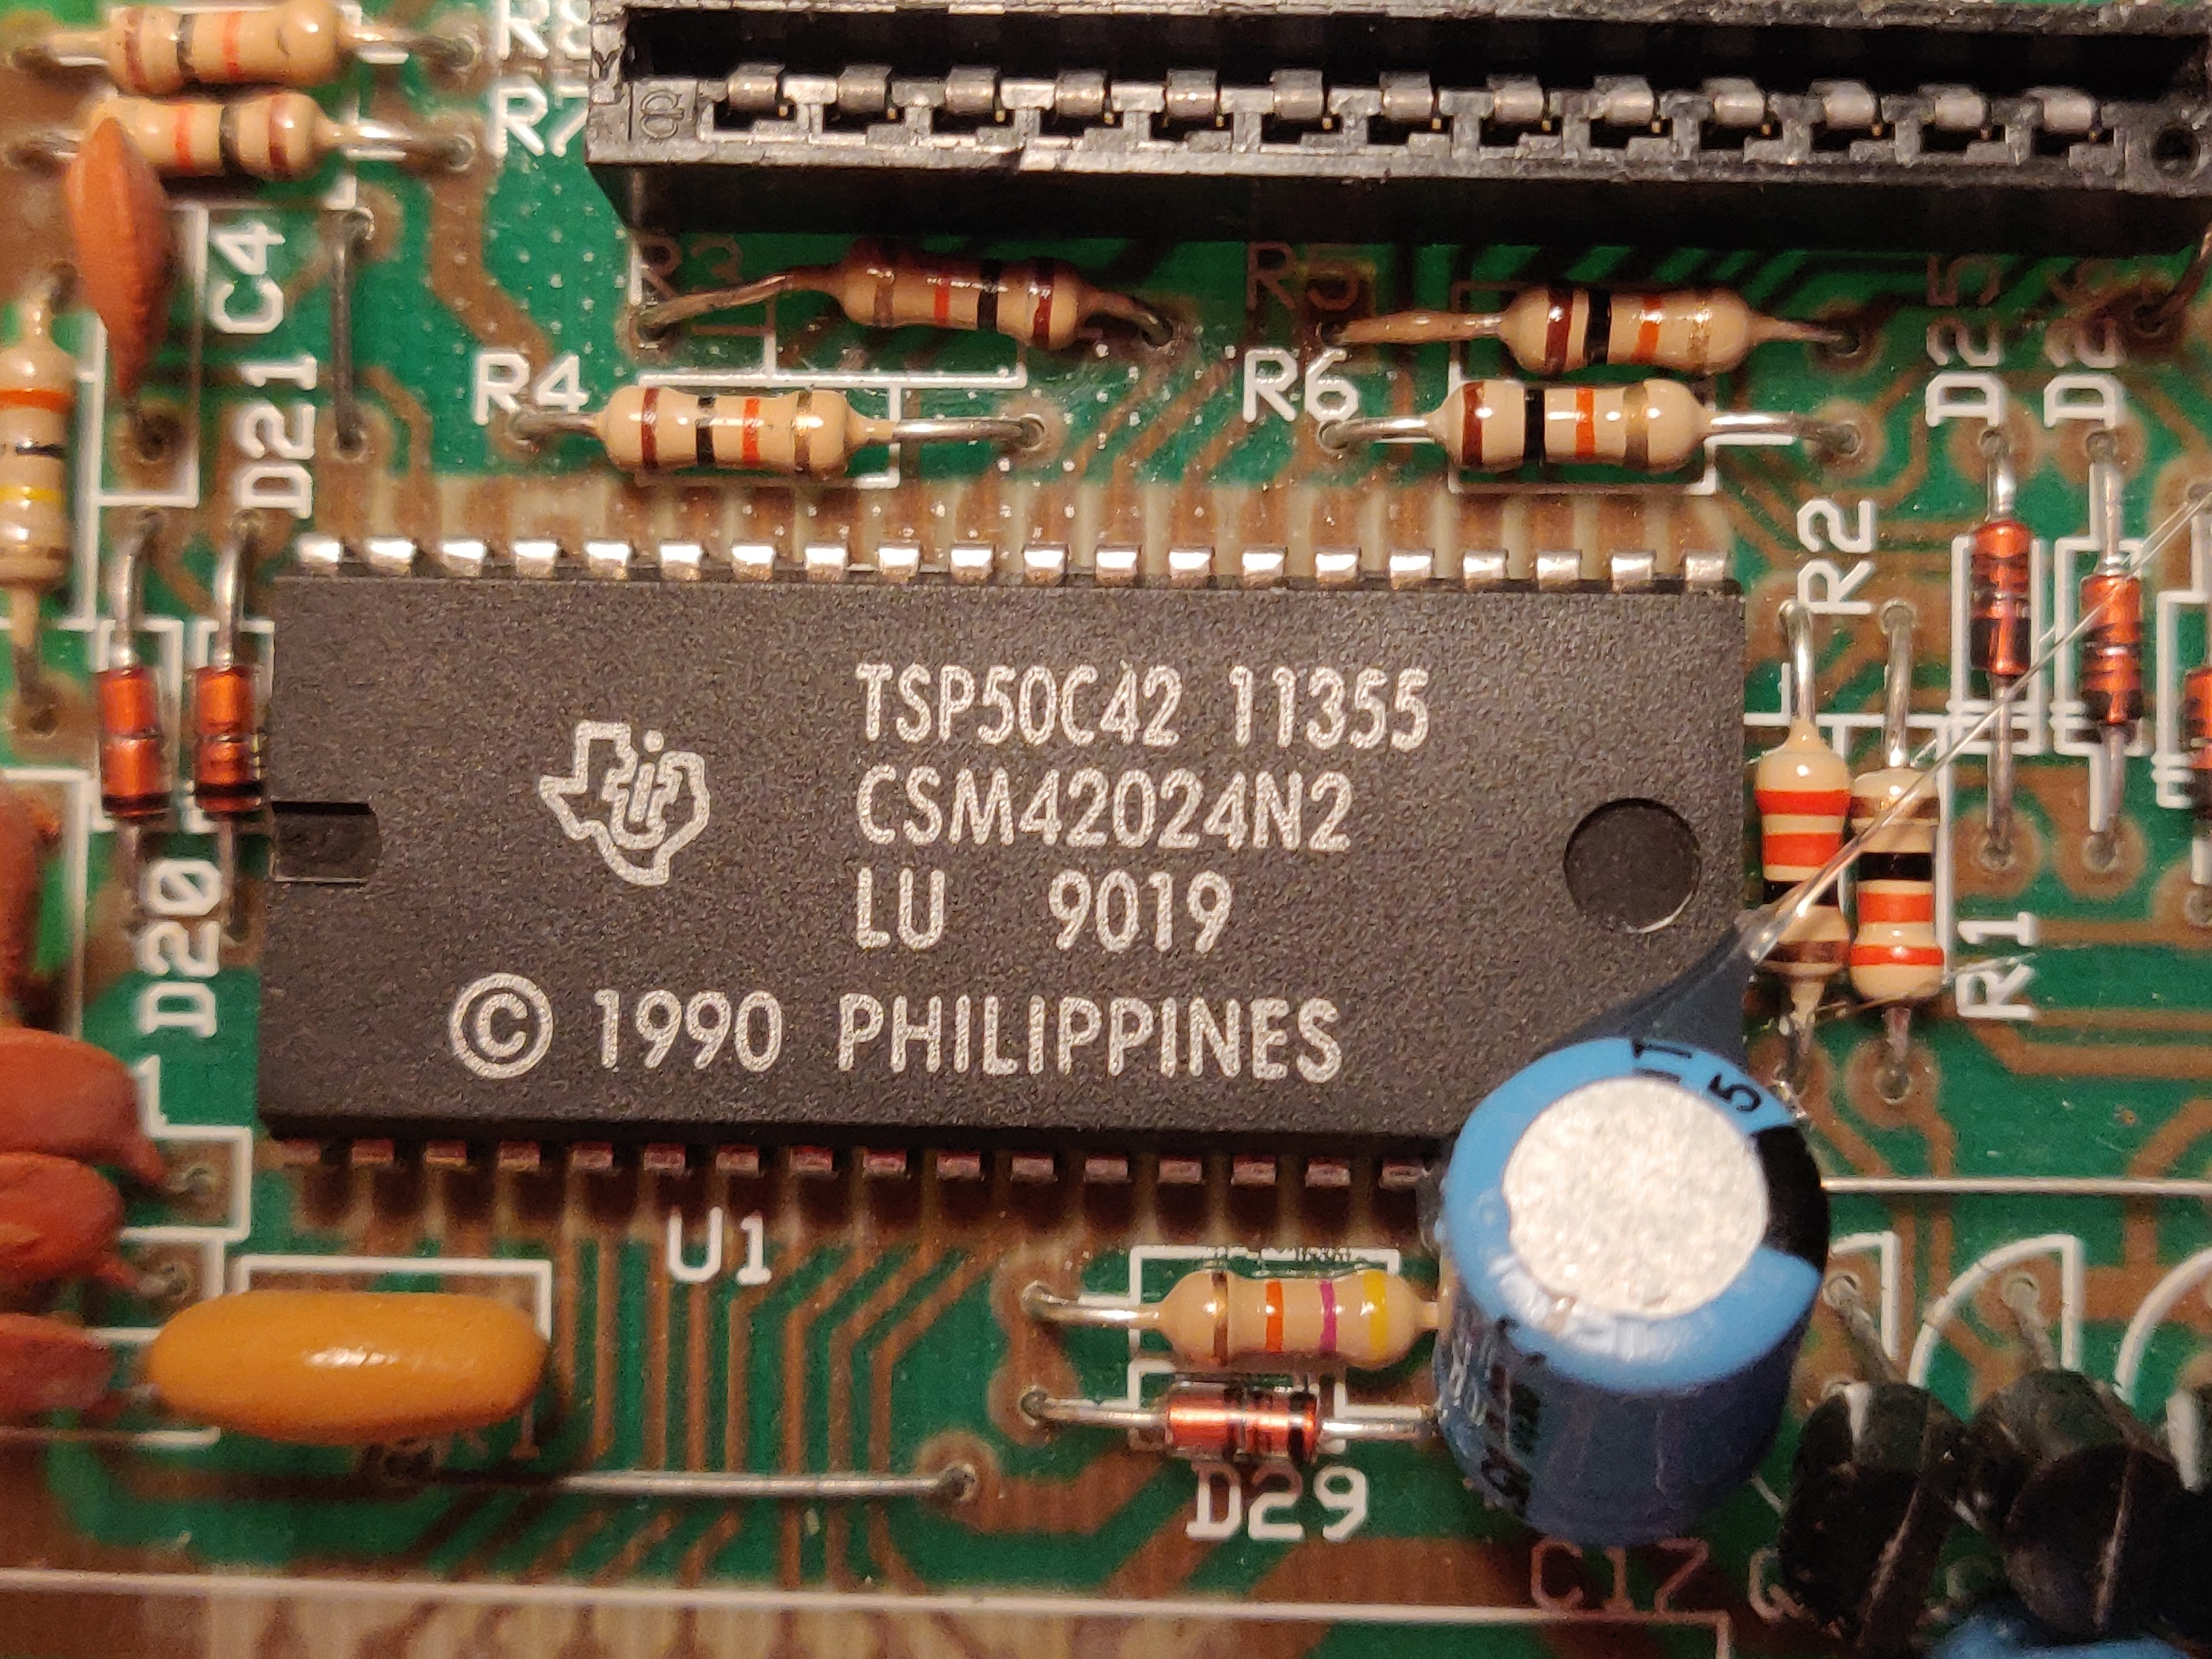 R8
R7
R3
R5
C4
R4
R6
D21
R2
TSP50C42 11355
CSM42024N2
LU 9019
© 1990 PHILIPPINES
D20
R1
U1
D29
C17